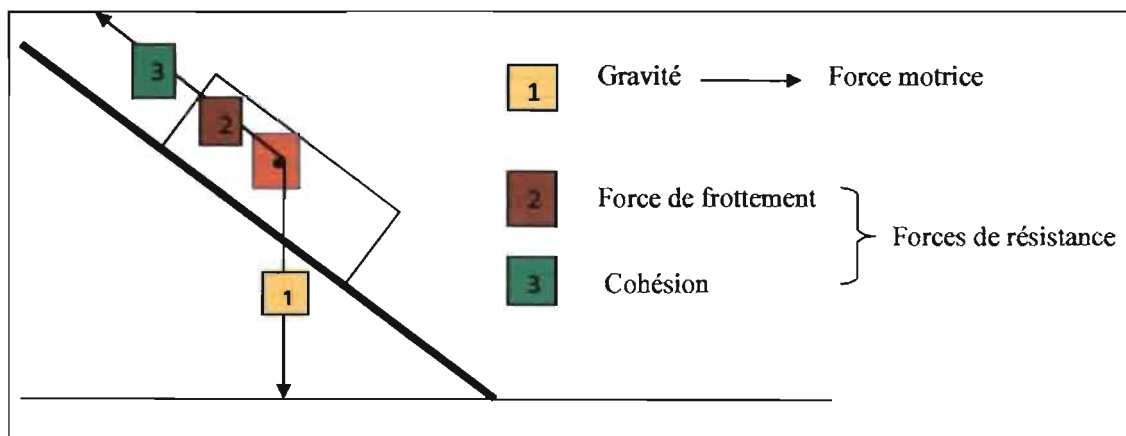 3
2
1
1 Gravité Force motrice
2 Force de frottement
Forces de résistance
3 Cohésion